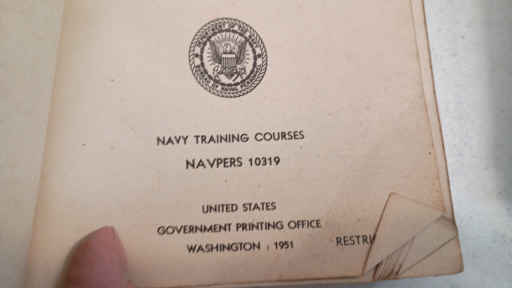 NAVY TRAINING COURSES
NAVPERS 10319
UNITED STATES
GOVERNMENT PRINTING OFFICE
WASHINGTON : 1951
RESTRI